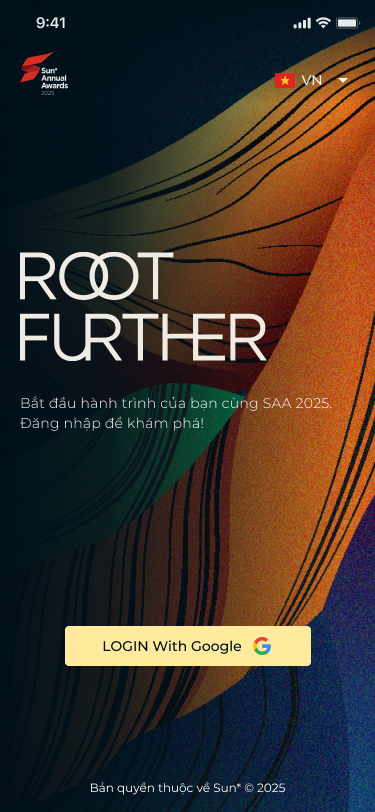 9:41
Sun*
Annual
Awards
2025
VN
ROOT
FURTHER
Bắt đầu hành trình của bạn cùng SAA 2025.
Đăng nhập để khám phá!
LOGIN With Google
Bản quyền thuộc về Sun* © 2025